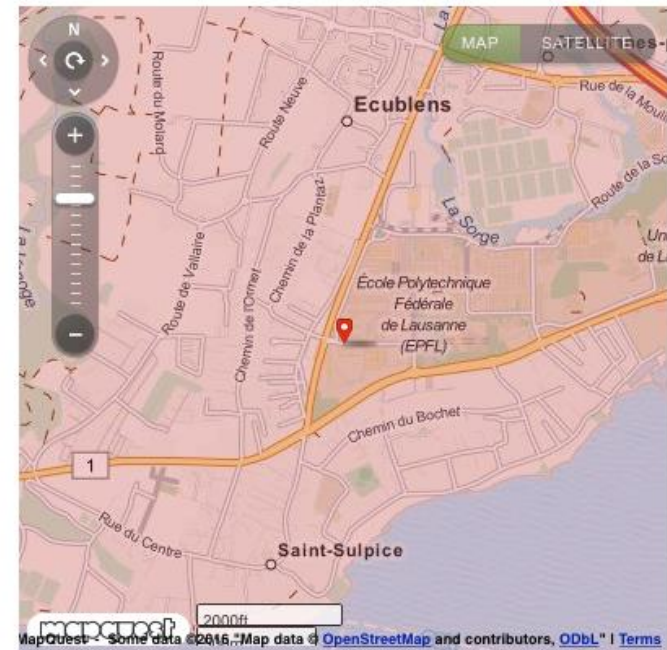 N
MAP
SATELLITE
Rue de la Mouli
Route du Molard
Route Neuve
Ecublens
Route de la So
Chemin de la Plantaz
La Sorge
Un
de L
Route de Vallaire
Chemin de l'Ormet
École Polytechnique
Fédérale
de Lausanne
(EPFL)
Chemin du Bochet
1
Rue du Centre
Saint-Sulpice
mapquest
2000ft
MapQuest - Some data ©2016, "Map data © OpenStreetMap and contributors, ODbL" | Terms